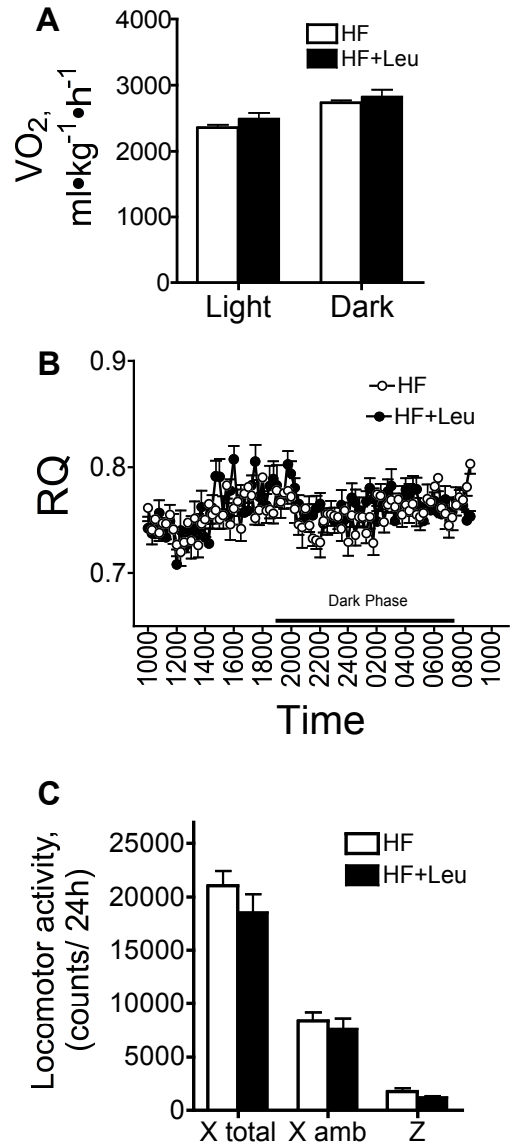 A
4000
3000
2000
1000
0
VO2,
ml•kg-1•h-1
HF
HF+Leu
Light Dark
B
0.9
0.8
0.7
RQ
HF
HF+Leu
Dark Phase
1000 1200 1400 1600 1800 2000 2200 2400 0200 0400 0600 0800 1000
Time
C
25000
20000
15000
10000
5000
0
Locomotor activity,
(counts/ 24h)
HF
HF+Leu
X total X amb Z